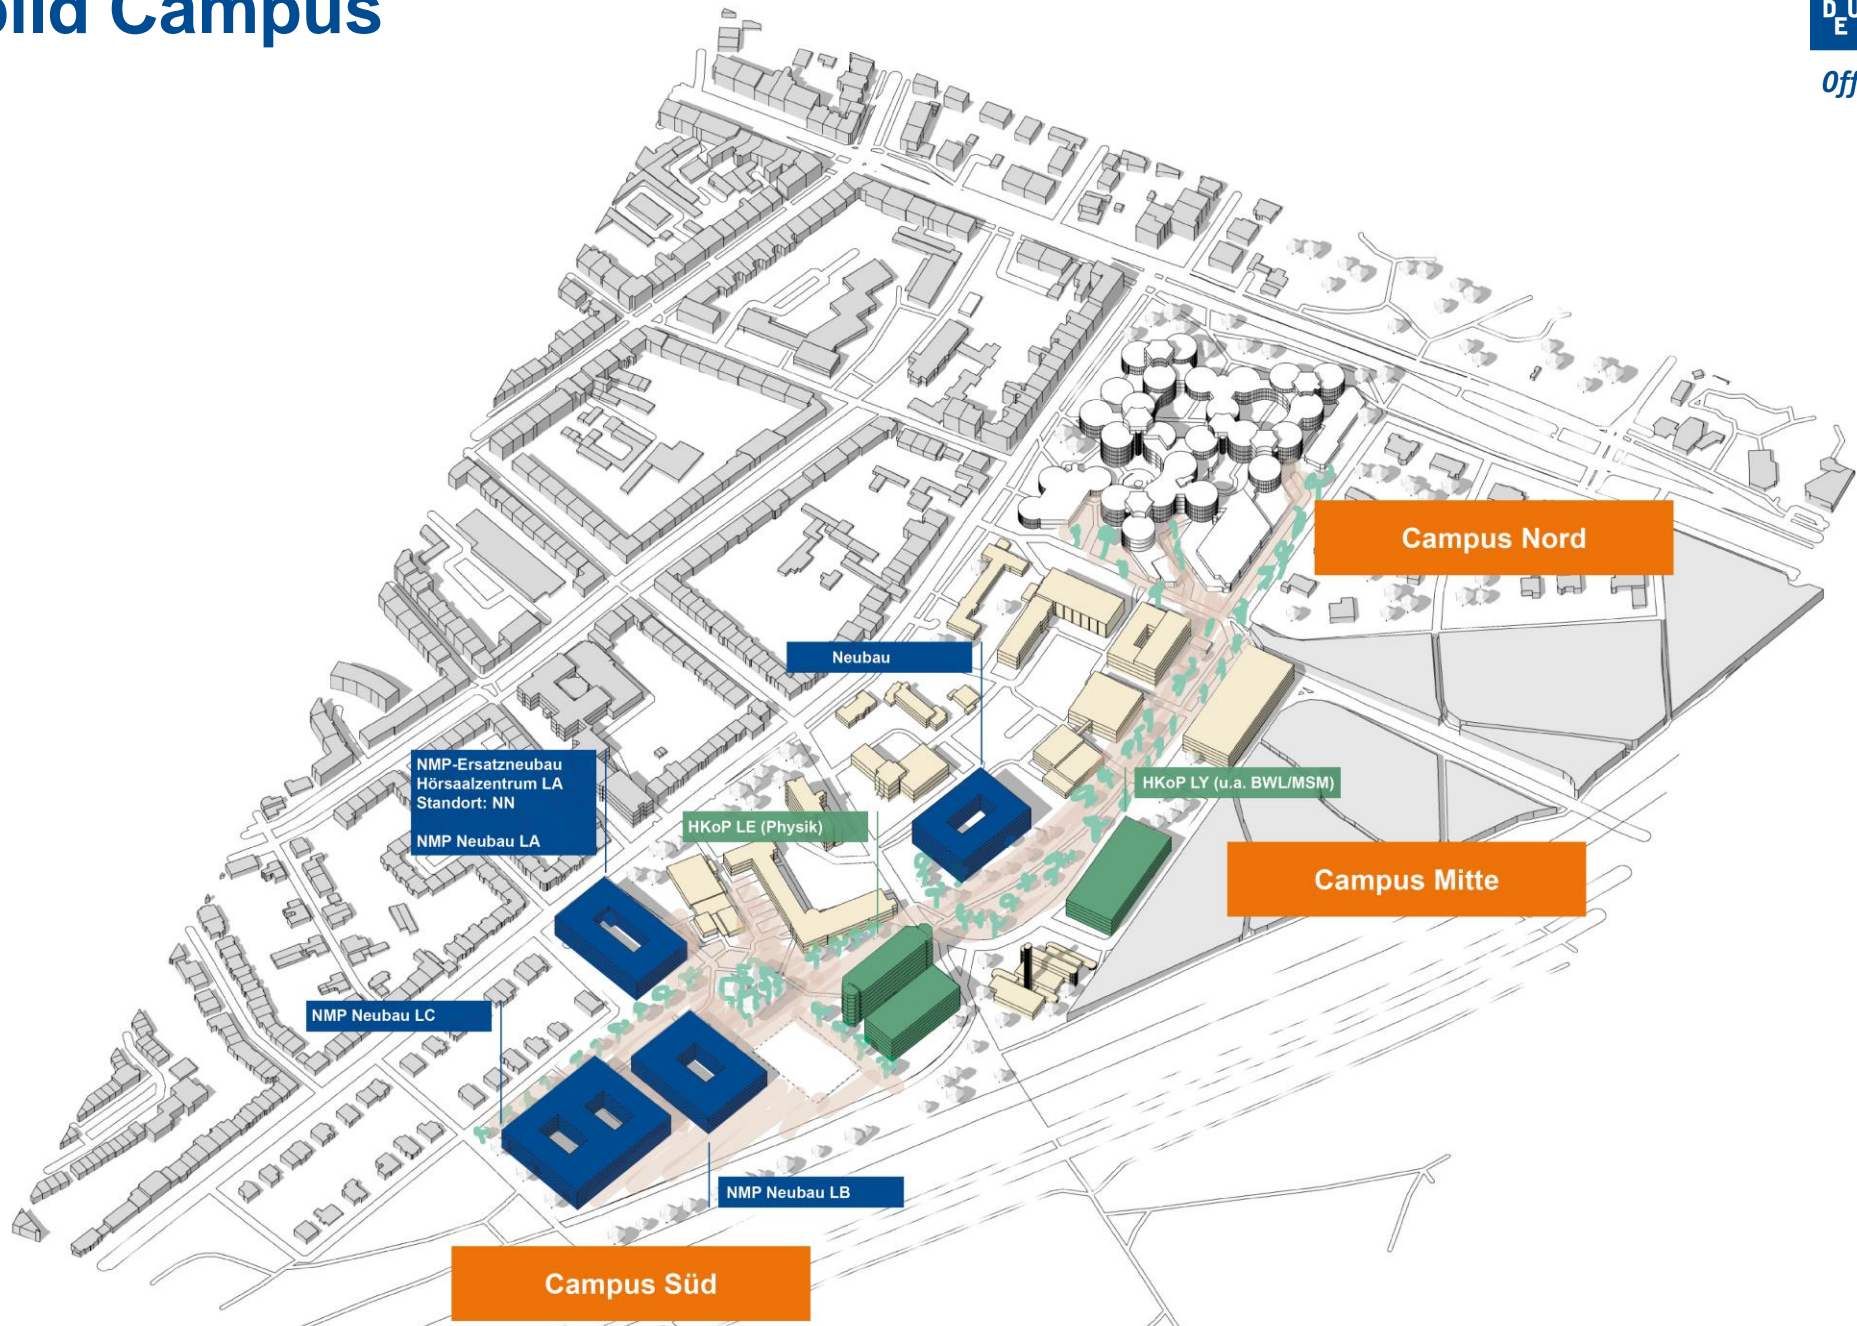 Campus
D U
E
Off
Campus Nord
Neubau
NMP-Ersatzneubau
Hörsaalzentrum LA
Standort: NN
NMP Neubau LA
HKoP LY (u.a. BWL/MSM)
HKoP LE (Physik)
Campus Mitte
NMP Neubau LC
NMP Neubau LB
Campus Süd